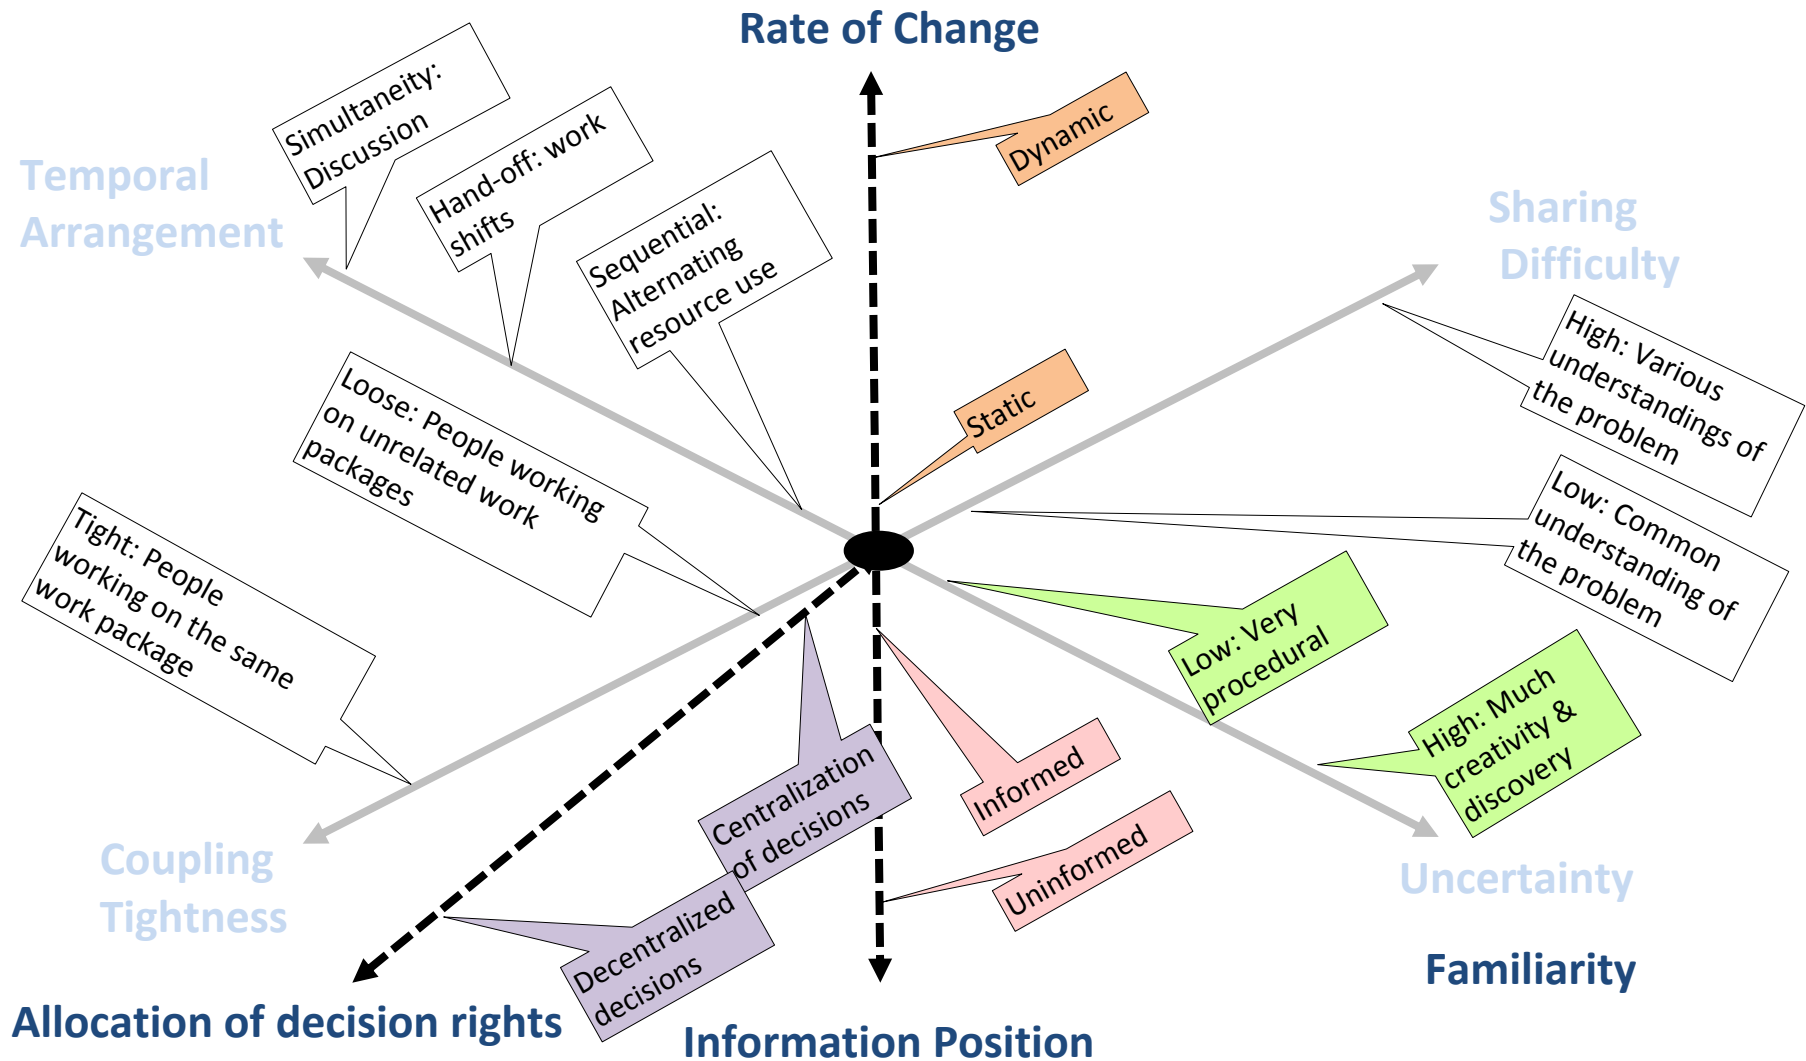 Rate of Change
Simultaneity:
Discussion
Hand-off: work
shifts
Sequential:
Alternating
resource use
Dynamic
Temporal
Arrangement
Sharing
Difficulty
High: Various
understandings of
the problem
Loose: People working
on unrelated work
packages
Static
Low: Common
understanding of
the problem
Tight: People
working on the same
work package
Low: Very
procedural
High: Much
creativity &
discovery
Centralization
of decisions
Informed
Uninformed
Coupling
Tightness
Uncertainty
Decentralized
decisions
Familiarity
Allocation of decision rights
Information Position